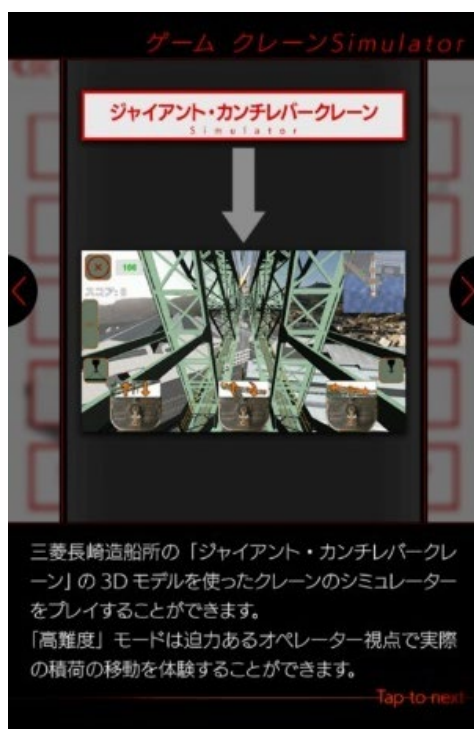 ゲーム クレーンSimulator
ジャイアント・カンチレバークレーン
Simulator
100
スコア: 0
三菱長崎造船所の「ジャイアント・カンチレバークレ
ーン」の 3D モデルを使ったクレーンのシミュレーター
をプレイすることができます。
「高難度」モードは迫力あるオペレーター視点で実際
の積荷の移動を体験することができます。
Tap to next